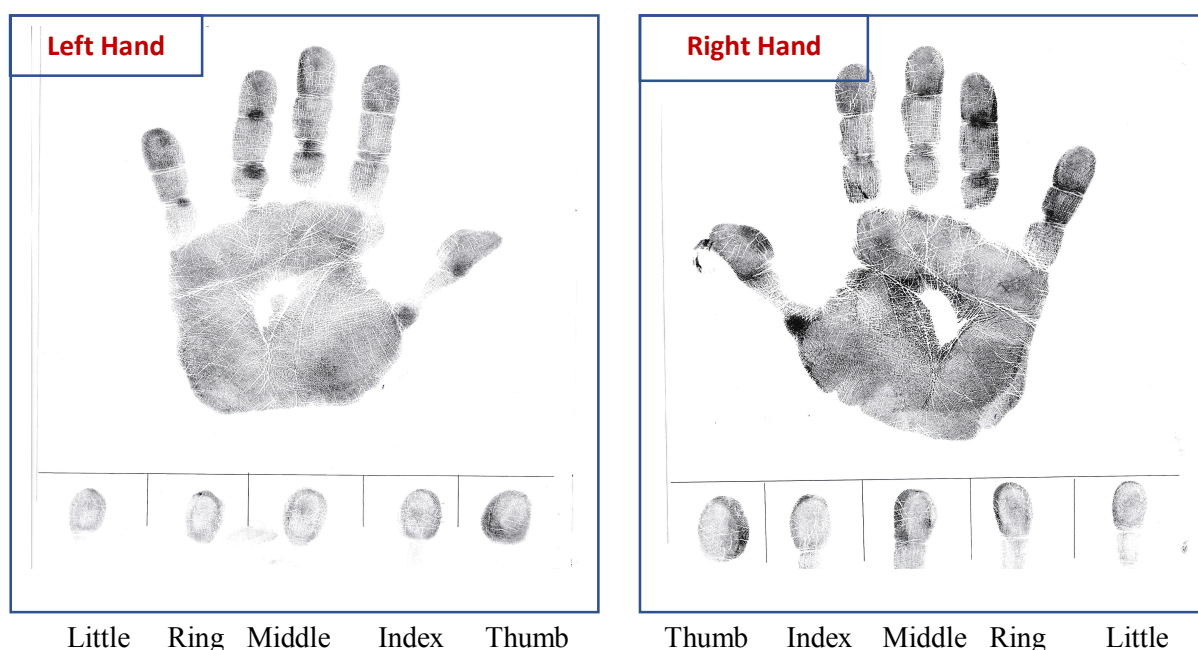 Left Hand
Right Hand
Little Ring Middle Index Thumb
Thumb Index Middle Ring Little